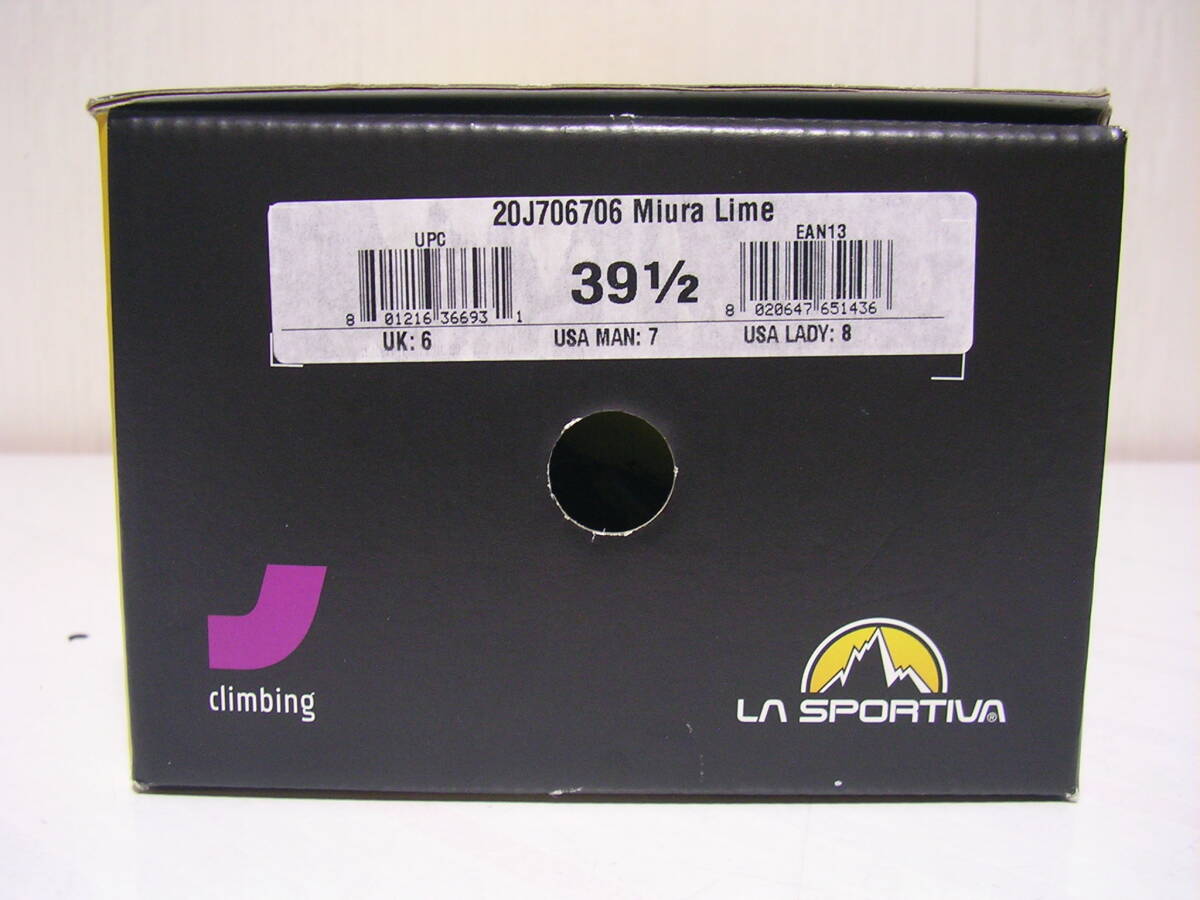 20J706706 Miura Lime
UPC
EAN13
39½
8 01216 36693 1
8 020647 651436
UK: 6
USA MAN: 7
USA LADY: 8
climbing
LA SPORTIVA®